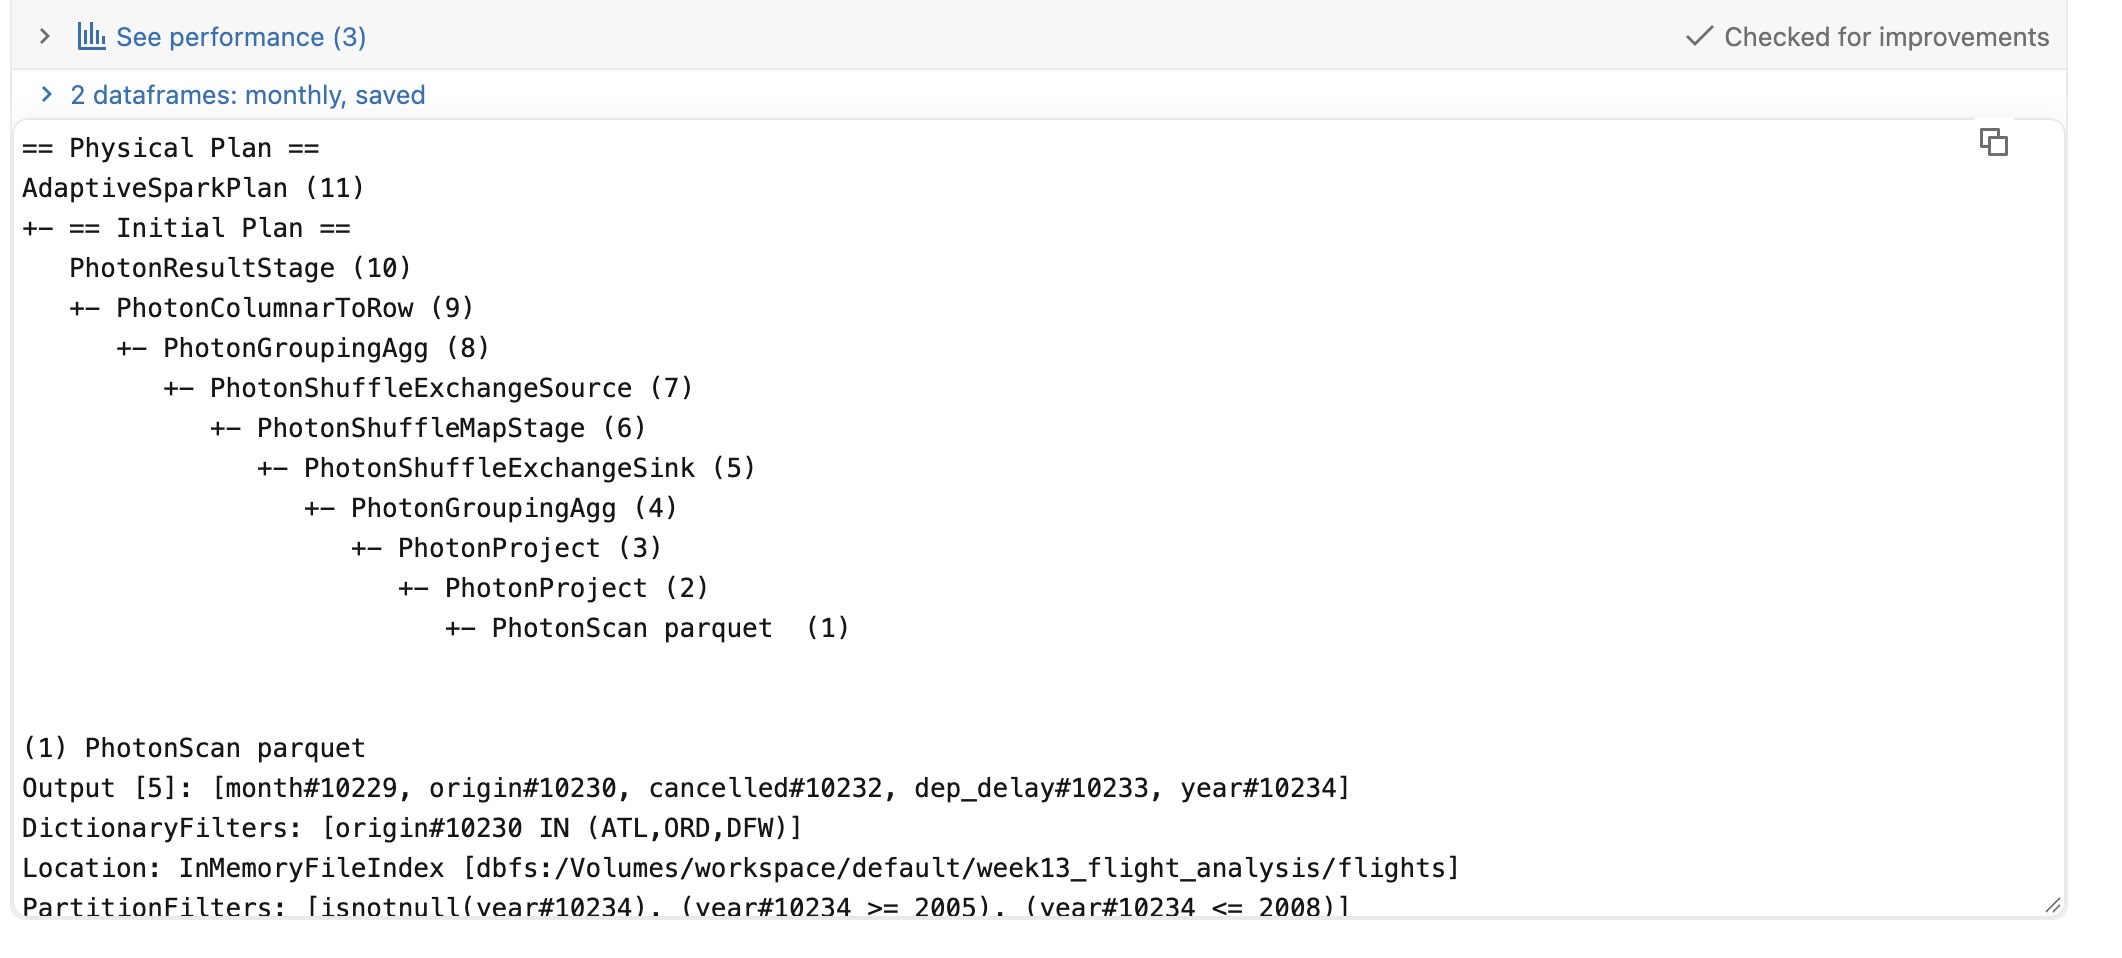 See performance (3)
Checked for improvements
2 dataframes: monthly, saved
== Physical Plan ==
AdaptiveSparkPlan (11)
+- == Initial Plan ==
   PhotonResultStage (10)
   +- PhotonColumnarToRow (9)
      +- PhotonGroupingAgg (8)
         +- PhotonShuffleExchangeSource (7)
            +- PhotonShuffleMapStage (6)
               +- PhotonShuffleExchangeSink (5)
                  +- PhotonGroupingAgg (4)
                     +- PhotonProject (3)
                        +- PhotonProject (2)
                           +- PhotonScan parquet  (1)
(1) PhotonScan parquet
Output [5]: [month#10229, origin#10230, cancelled#10232, dep_delay#10233, year#10234]
DictionaryFilters: [origin#10230 IN (ATL,ORD,DFW)]
Location: InMemoryFileIndex [dbfs:/Volumes/workspace/default/week13_flight_analysis/flights]
PartitionFilters: [isnotnull(year#10234), (year#10234 >= 2005), (year#10234 <= 2008)]